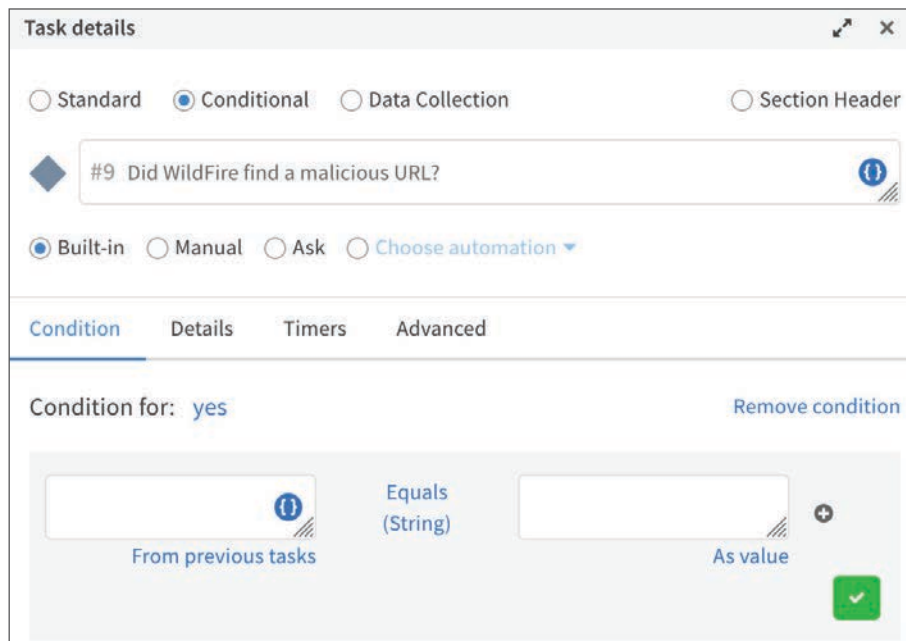 Task details
Standard Conditional Data Collection Section Header
#9 Did WildFire find a malicious URL?
Built-in Manual Ask Choose automation
Condition Details Timers Advanced
Condition for: yes Remove condition
{} Equals
(String)
From previous tasks As value